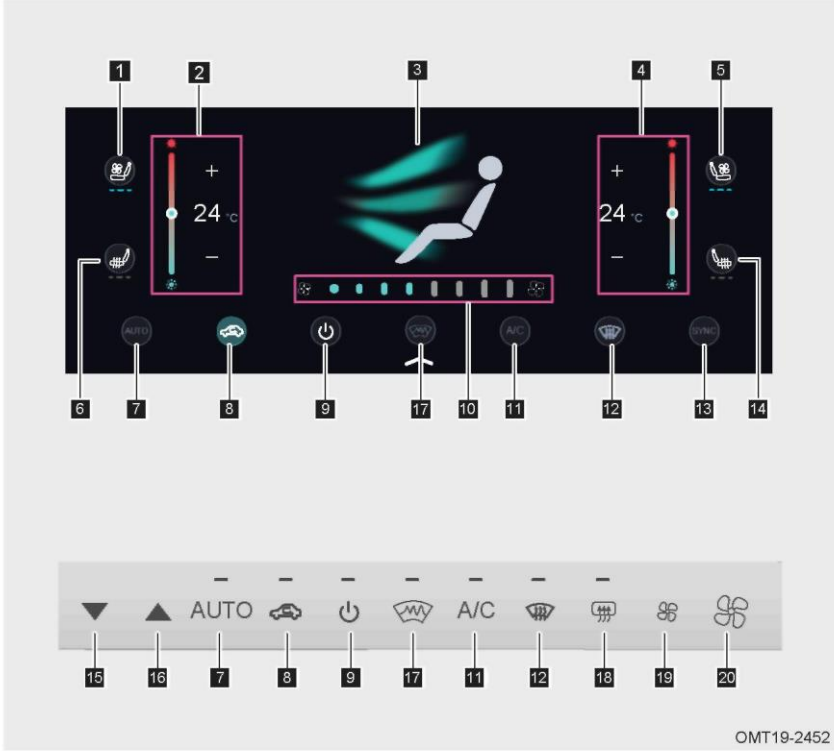 1 2 3 4 5
+ +
24 °C 24 °C
− −
AUTO A/C SYNC
6 7 8 9 17 10 11 12 13 14
AUTO A/C
15 16 7 8 9 17 11 12 18 19 20
OMT19-2452